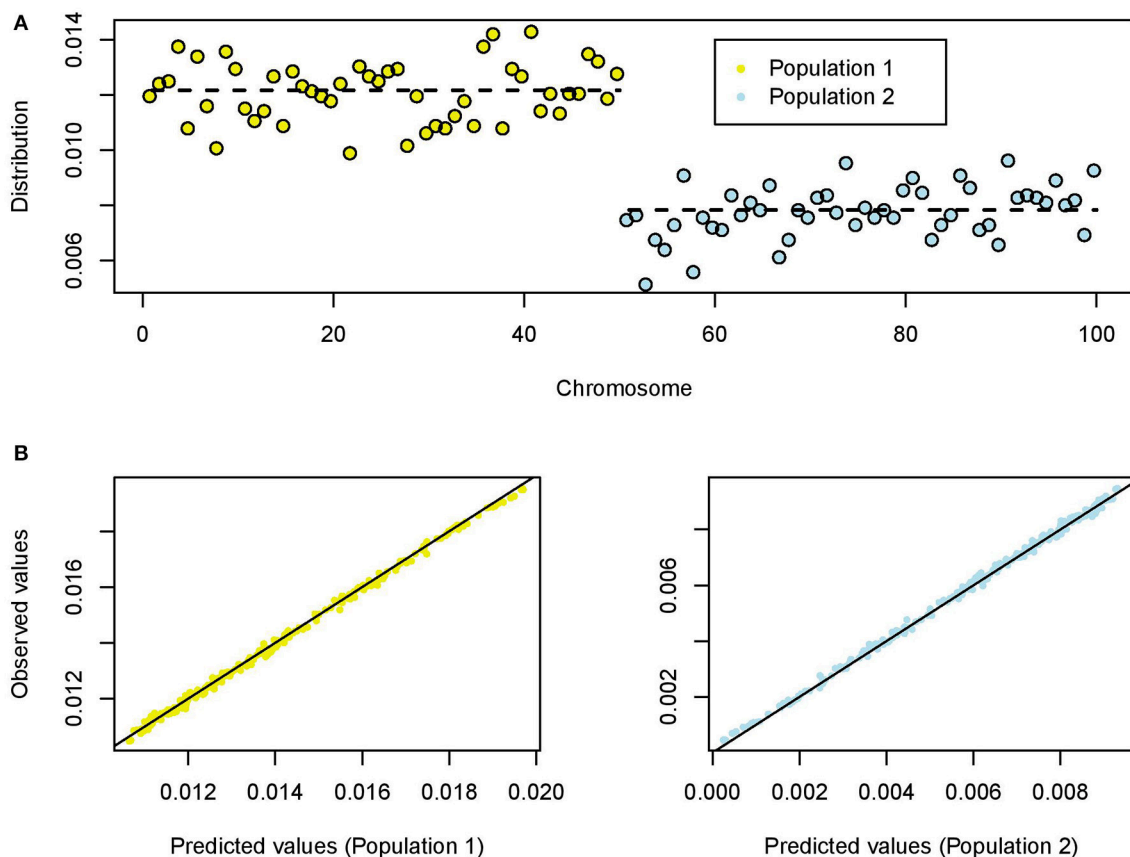 A
Distribution
0.014
0.010
0.006
Population 1
Population 2
0 20 40 60 80 100
Chromosome
B
Observed values
0.016
0.012
0.012 0.014 0.016 0.018 0.020
Predicted values (Population 1)
0.006
0.002
0.000 0.002 0.004 0.006 0.008
Predicted values (Population 2)